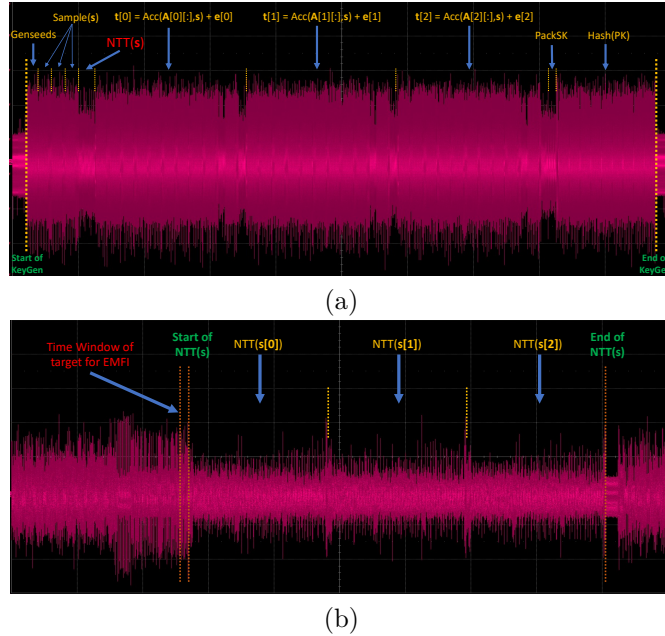 Genseeds
Sample(s)
NTT(s)
t[0] = Acc(A[0][:],s) + e[0]
t[1] = Acc(A[1][:],s) + e[1]
t[2] = Acc(A[2][:],s) + e[2]
PackSK
Hash(PK)
Start of
KeyGen
End of
KeyGen
(a)
Time Window of
target for EMFI
Start of
NTT(s)
NTT(s[0])
NTT(s[1])
NTT(s[2])
End of
NTT(s)
(b)